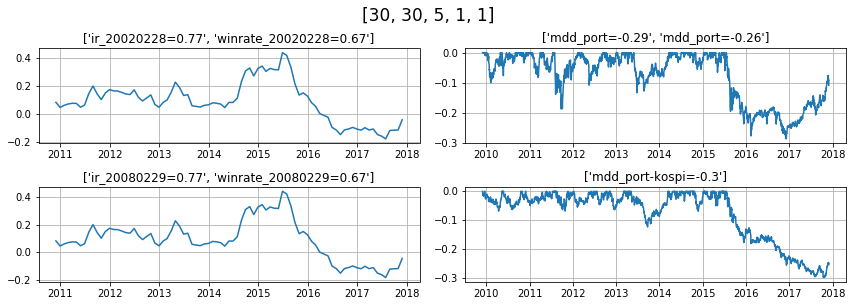 [30, 30, 5, 1, 1]
['ir_20020228=0.77', 'winrate_20020228=0.67']
0.4
0.2
0.0
−0.2
2011 2012 2013 2014 2015 2016 2017 2018
['mdd_port=-0.29', 'mdd_port=-0.26']
0.0
−0.1
−0.2
−0.3
2010 2011 2012 2013 2014 2015 2016 2017 2018
['ir_20080229=0.77', 'winrate_20080229=0.67']
0.4
0.2
0.0
−0.2
2011 2012 2013 2014 2015 2016 2017 2018
['mdd_port-kospi=-0.3']
0.0
−0.1
−0.2
−0.3
2010 2011 2012 2013 2014 2015 2016 2017 2018